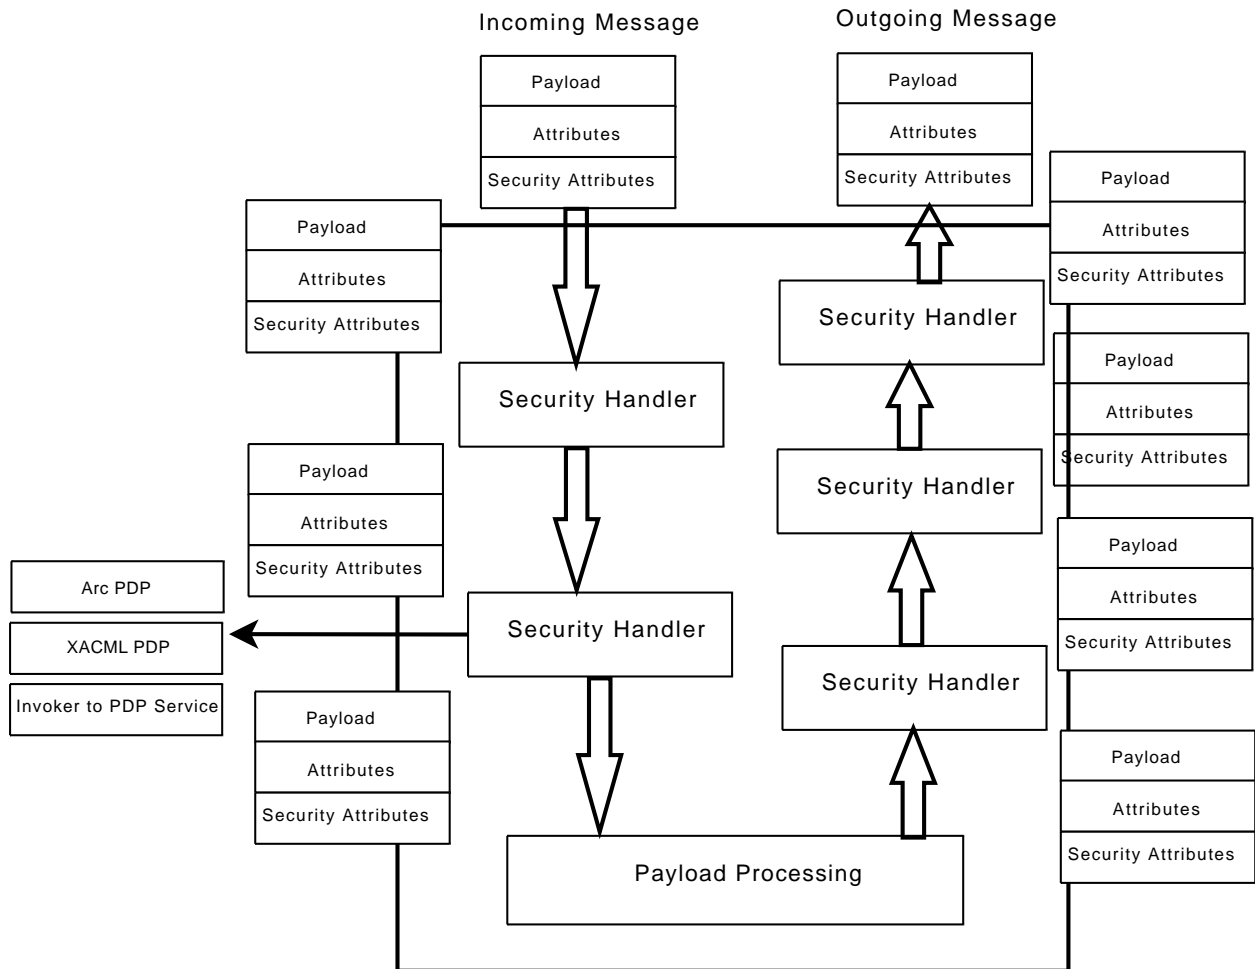 Incoming Message
Outgoing Message
Payload
Attributes
Security Attributes
Payload
Attributes
Security Attributes
Payload
Attributes
Security Attributes
Payload
Attributes
Security Attributes
Security Handler
Security Handler
Payload
Attributes
Security Attributes
Payload
Attributes
Security Attributes
Security Handler
Arc PDP
XACML PDP
Invoker to PDP Service
Security Handler
Payload
Attributes
Security Attributes
Security Handler
Payload
Attributes
Security Attributes
Payload
Attributes
Security Attributes
Payload Processing